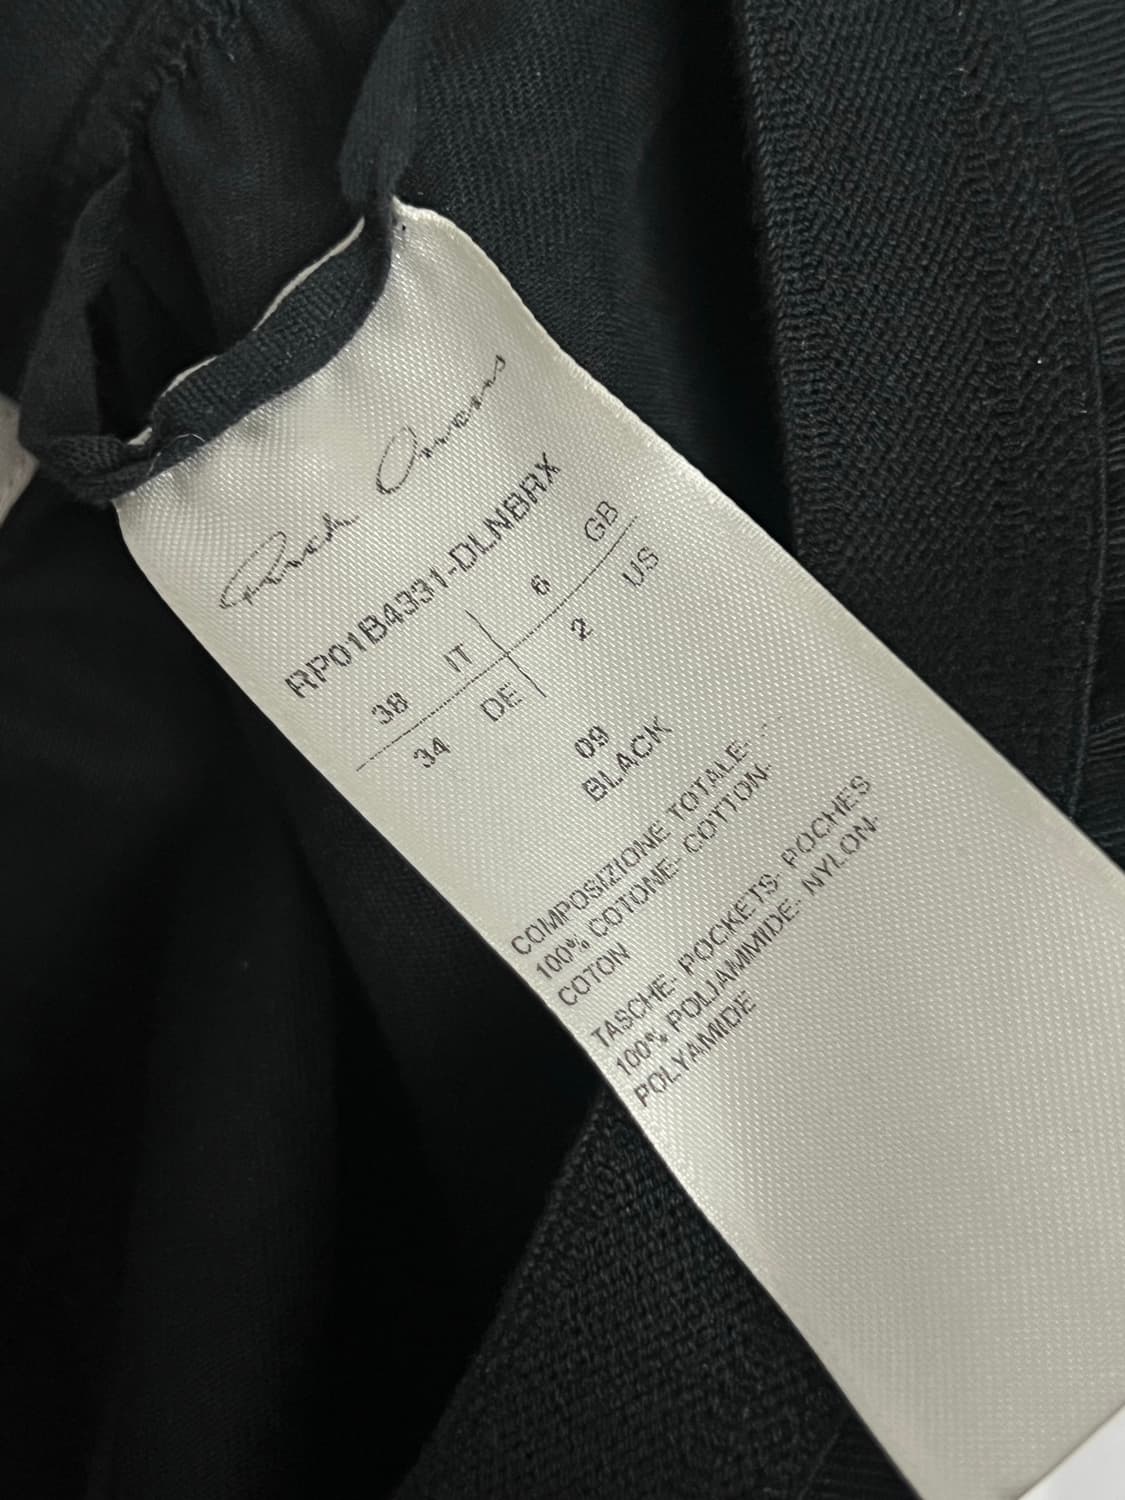 Rick Owens
RP01B4331-DLNBRX
38 IT 6 GB
34 DE 2 US
09
BLACK
COMPOSIZIONE TOTALE-
100% COTONE- COTTON-
COTON
TASCHE- POCKETS- POCHES
100% POLIAMMIDE- NYLON-
POLYAMIDE